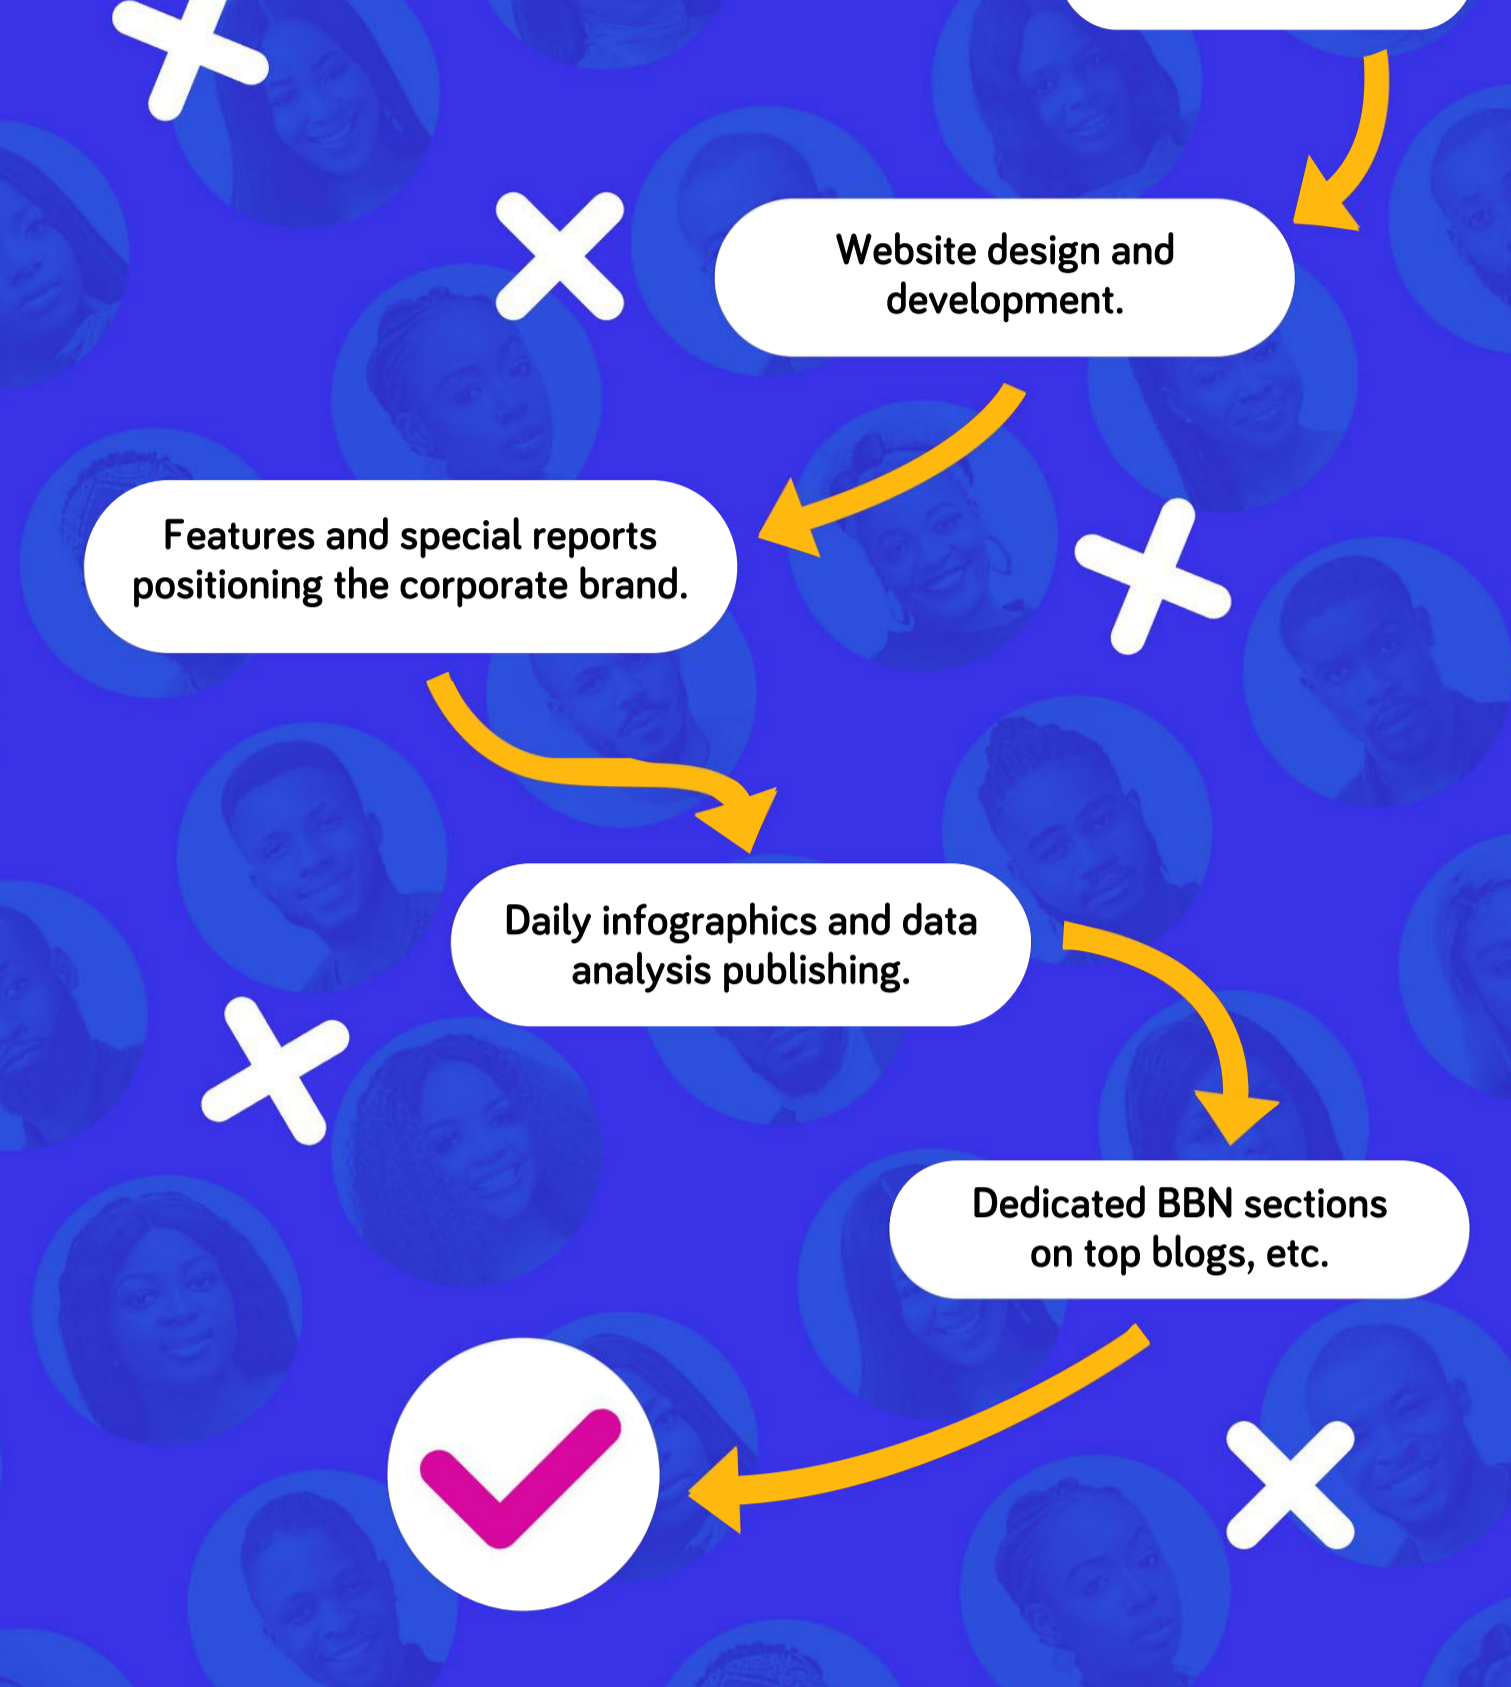 Website design and
development.
Features and special reports
positioning the corporate brand.
Daily infographics and data
analysis publishing.
Dedicated BBN sections
on top blogs, etc.